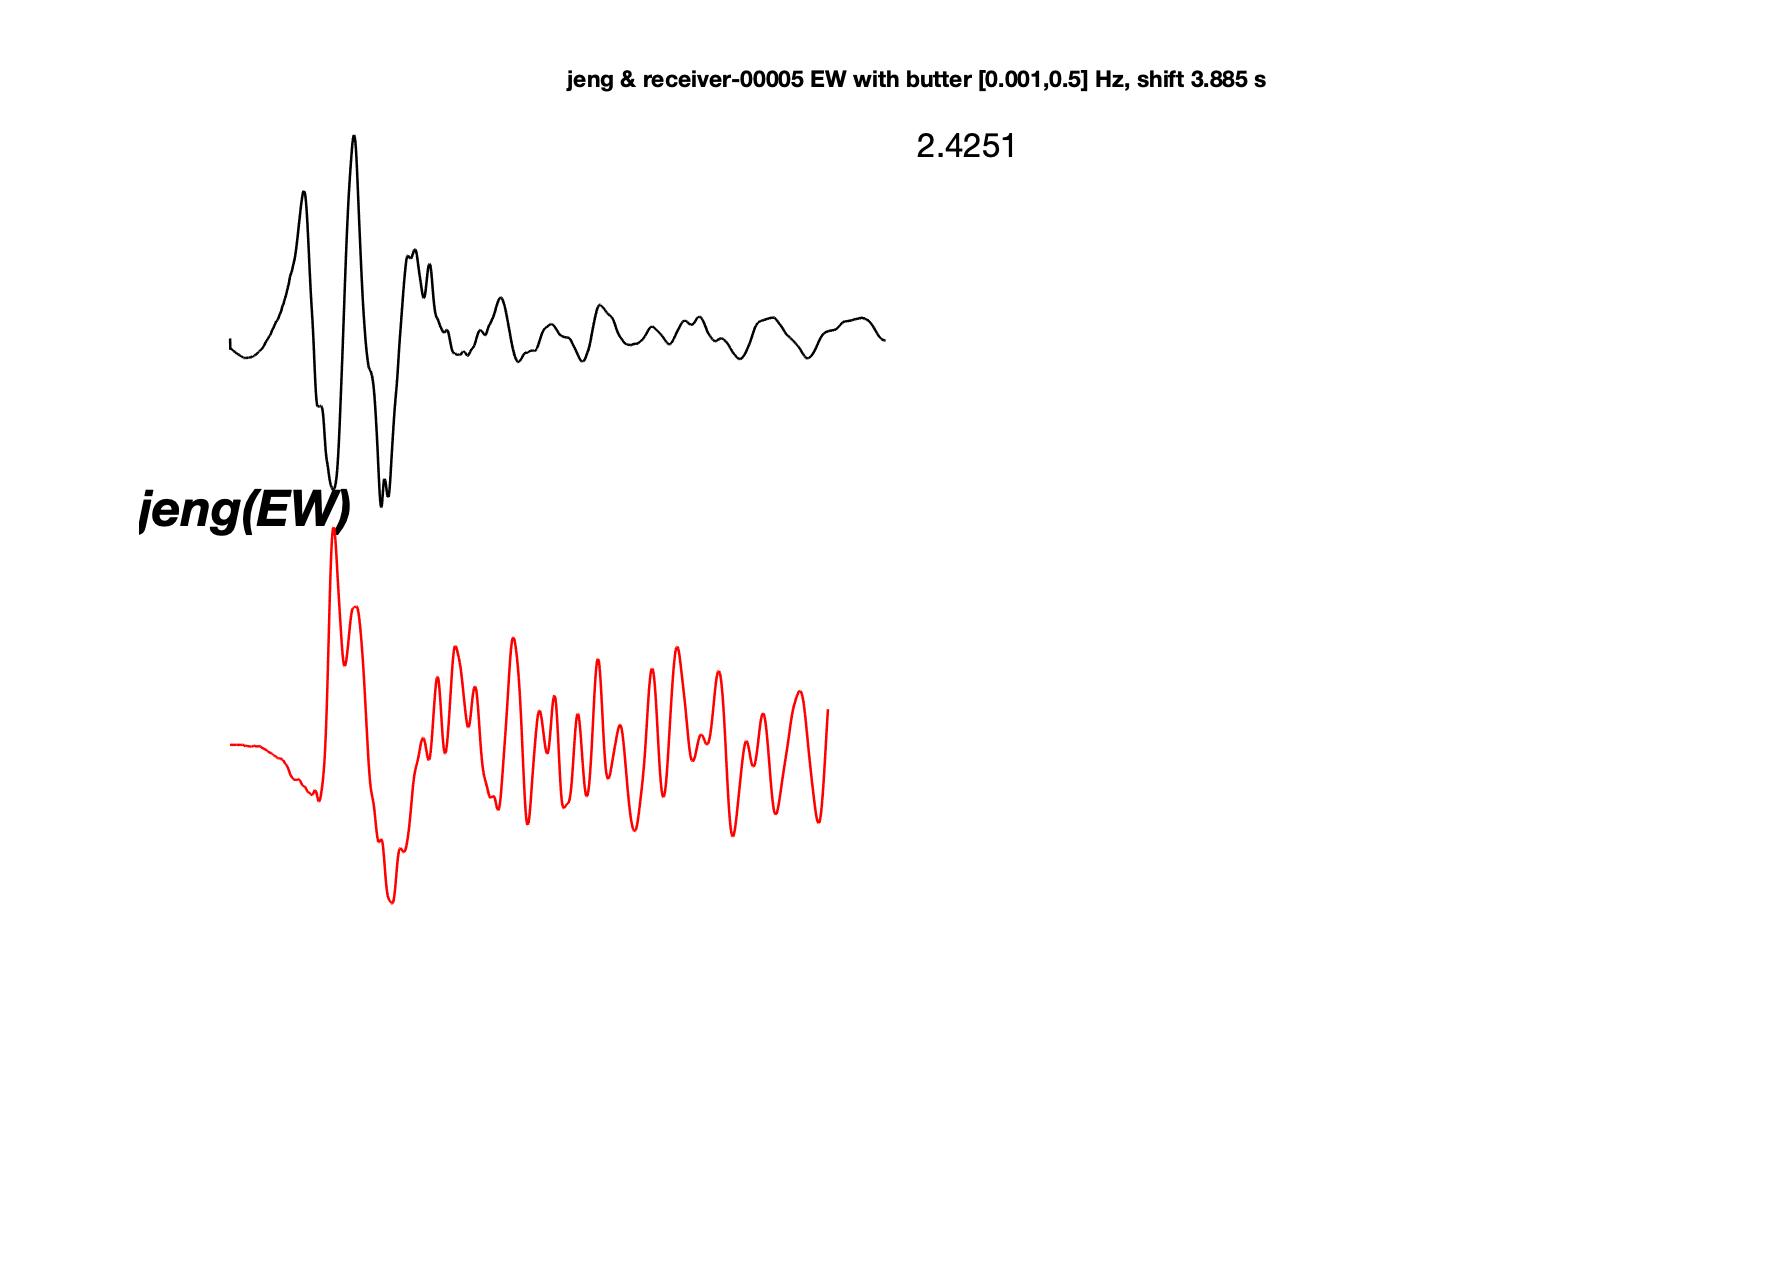 jeng & receiver-00005 EW with butter [0.001,0.5] Hz, shift 3.885 s
2.4251
jeng(EW)